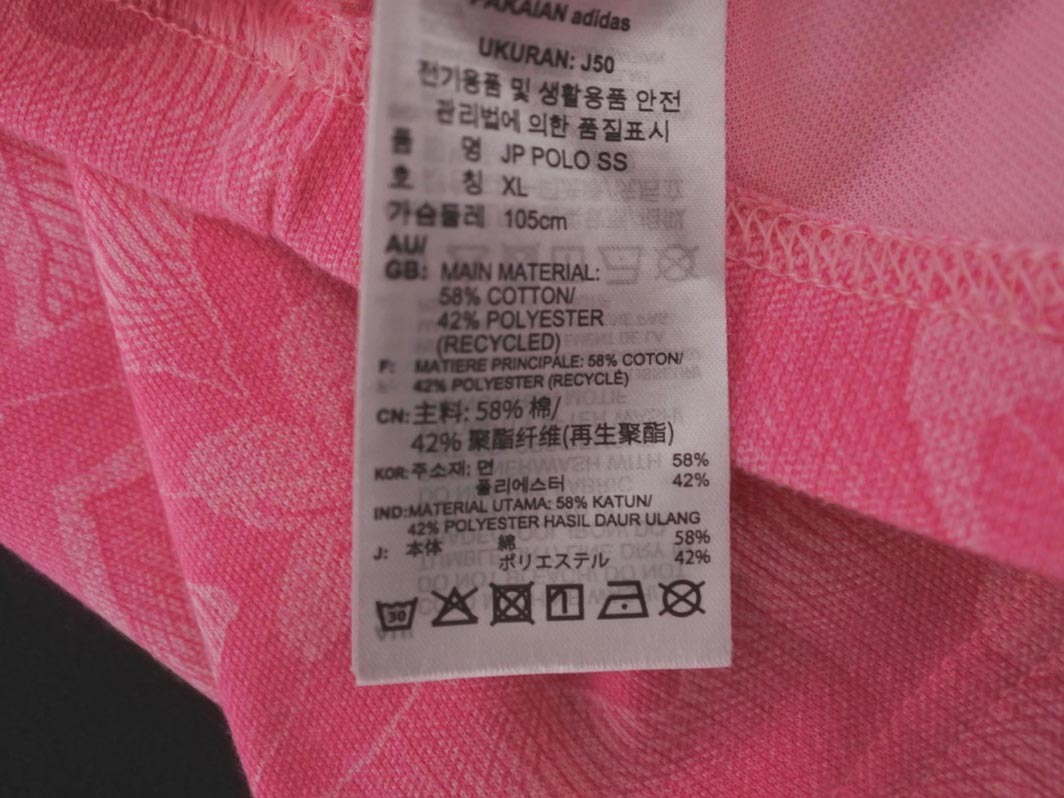 PAKAIAN adidas
UKURAN: J50
전기용품 및 생활용품 안전
관리법에 의한 품질표시
품 명 JP POLO SS
호 칭 XL
가슴둘레 105cm
AU/
GB: MAIN MATERIAL:
58% COTTON/
42% POLYESTER
(RECYCLED)
F: MATIERE PRINCIPALE: 58% COTON/
42% POLYESTER (RECYCLÉ)
CN: 主料: 58% 棉/
42% 聚酯纤维(再生聚酯)
KOR: 주소재: 면 58%
폴리에스터 42%
IND: MATERIAL UTAMA: 58% KATUN/
42% POLYESTER HASIL DAUR ULANG
J: 本体 綿 58%
ポリエステル 42%
30